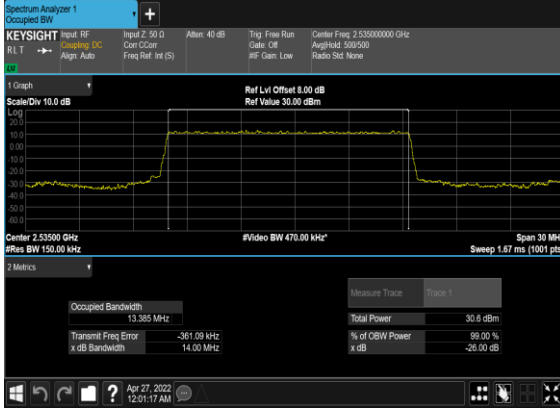 Spectrum Analyzer 1
Occupied BW
KEYSIGHT
RLT
Input: RF
Coupling: DC
Align: Auto
Input Z: 50 Ω
Corr CCorr
Freq Ref: Int (S)
Atten: 40 dB
Trig: Free Run
Gate: Off
#IF Gain: Low
Center Freq: 2.535000000 GHz
Avg|Hold: 500/500
Radio Std: None
1 Graph
Scale/Div 10.0 dB
Ref Lvl Offset 8.00 dB
Ref Value 30.00 dBm
Log
20.0
10.0
0.00
-10.0
-20.0
-30.0
-40.0
-50.0
-60.0
Center 2.53500 GHz
#Res BW 150.00 kHz
#Video BW 470.00 kHz*
Span 30 MH
Sweep 1.67 ms (1001 pts
2 Metrics
Measure Trace
Trace 1
Occupied Bandwidth
13.385 MHz
Total Power
30.6 dBm
Transmit Freq Error
-361.09 kHz
% of OBW Power
99.00 %
x dB Bandwidth
14.00 MHz
x dB
-26.00 dB
Apr 27, 2022
12:01:17 AM